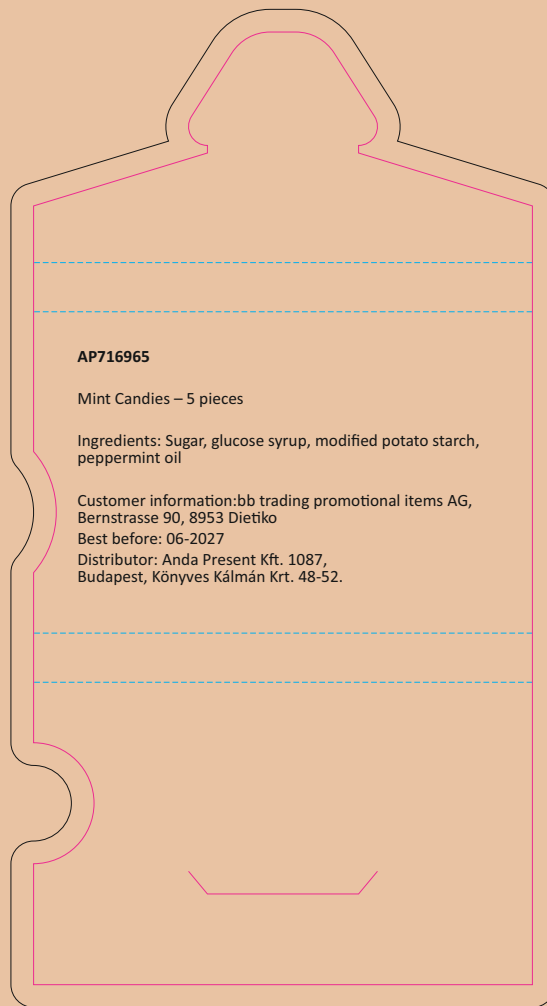 AP716965
Mint Candies – 5 pieces
Ingredients: Sugar, glucose syrup, modified potato starch,
peppermint oil
Customer information:bb trading promotional items AG,
Bernstrasse 90, 8953 Dietiko
Best before: 06-2027
Distributor: Anda Present Kft. 1087,
Budapest, Könyves Kálmán Krt. 48-52.